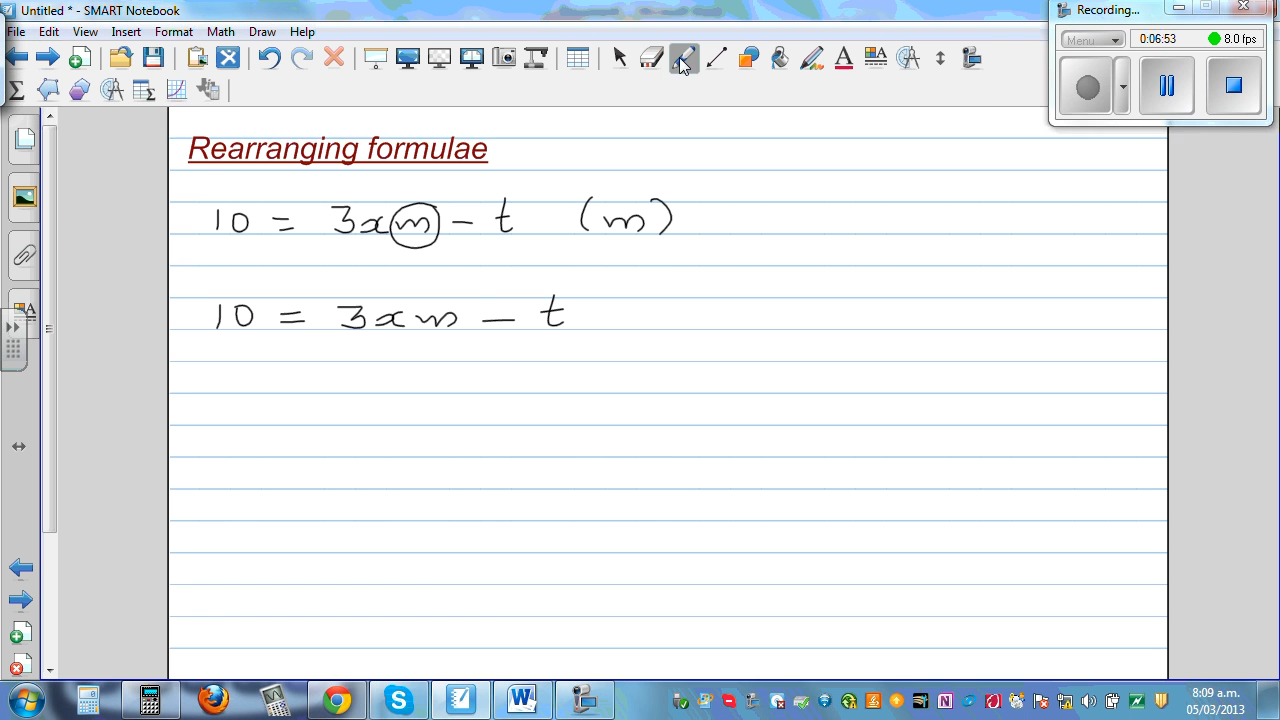 Untitled * - SMART Notebook
File Edit View Insert Format Math Draw Help
Recording...
Menu 0:06:53 8.0 fps
Rearranging formulae
10 = 3xm - t (m)
10 = 3xm - t
8:09 a.m.
05/03/2013